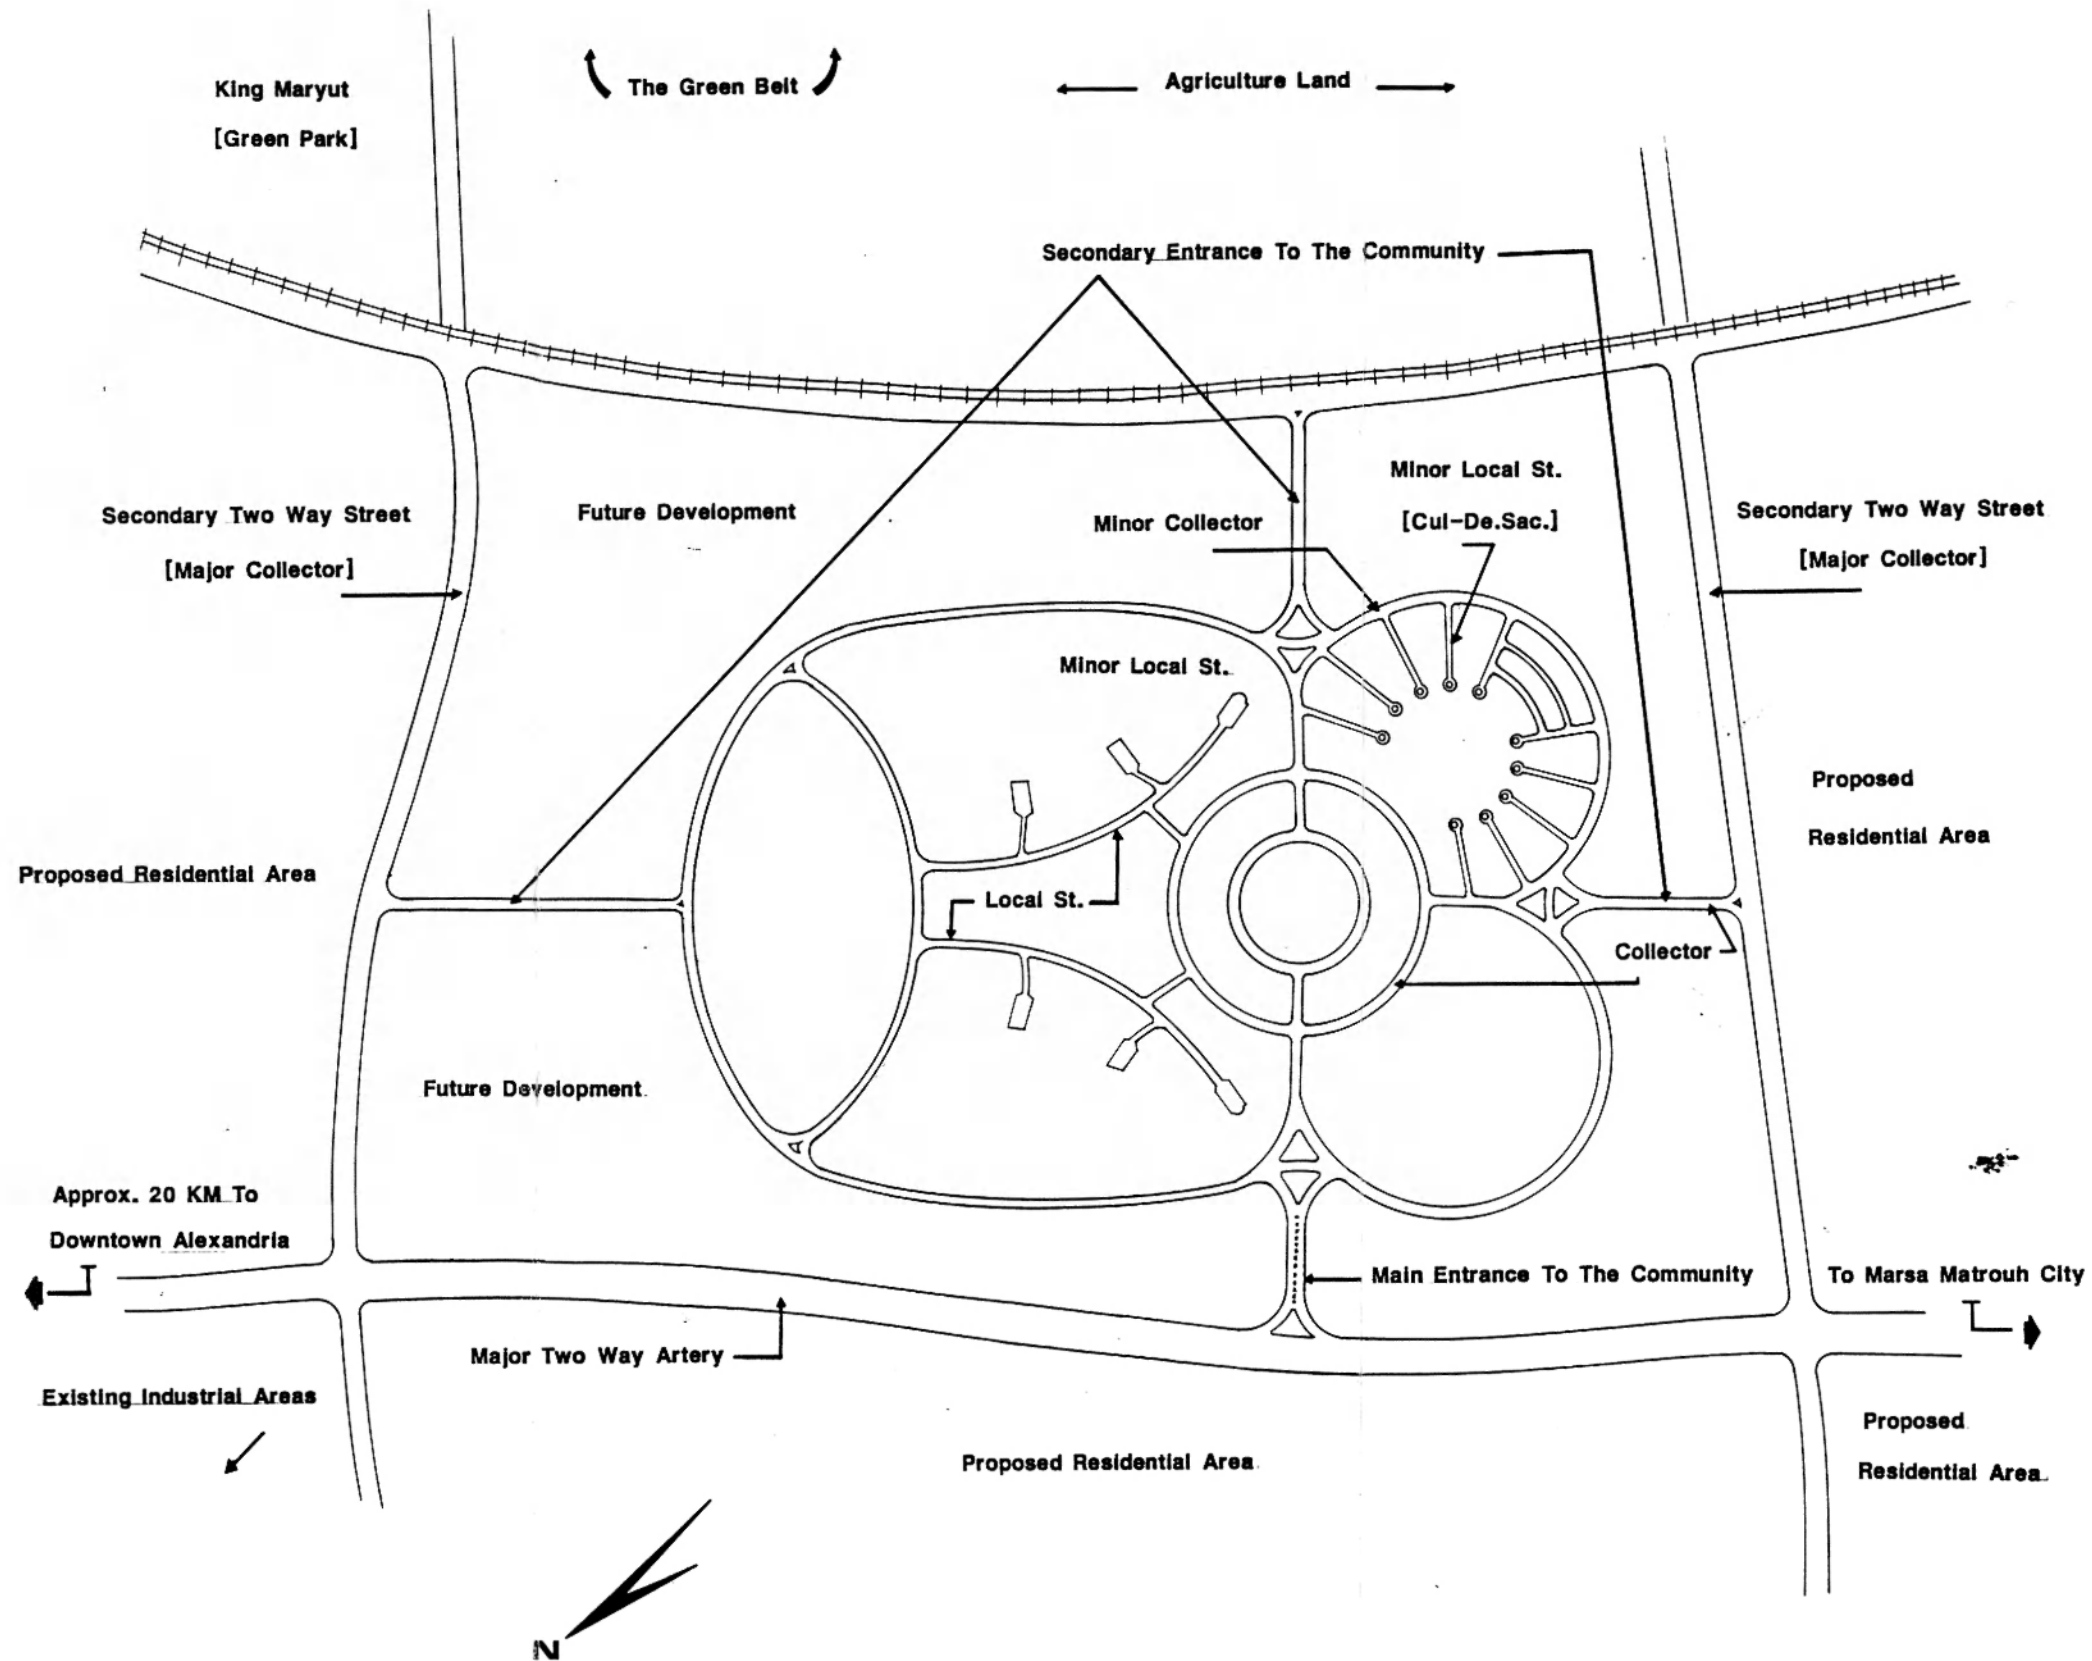 King Maryut
[Green Park]
The Green Belt
Agriculture Land
Secondary Entrance To The Community
Secondary Two Way Street
[Major Collector]
Future Development
Minor Collector
Minor Local St.
[Cul-De.Sac.]
Secondary Two Way Street
[Major Collector]
Minor Local St.
Proposed
Residential Area
Proposed Residential Area
Local St.
Collector
Future Development
Approx. 20 KM To
Downtown Alexandria
Main Entrance To The Community
To Marsa Matrouh City
Major Two Way Artery
Existing Industrial Areas
Proposed Residential Area
Proposed
Residential Area
N